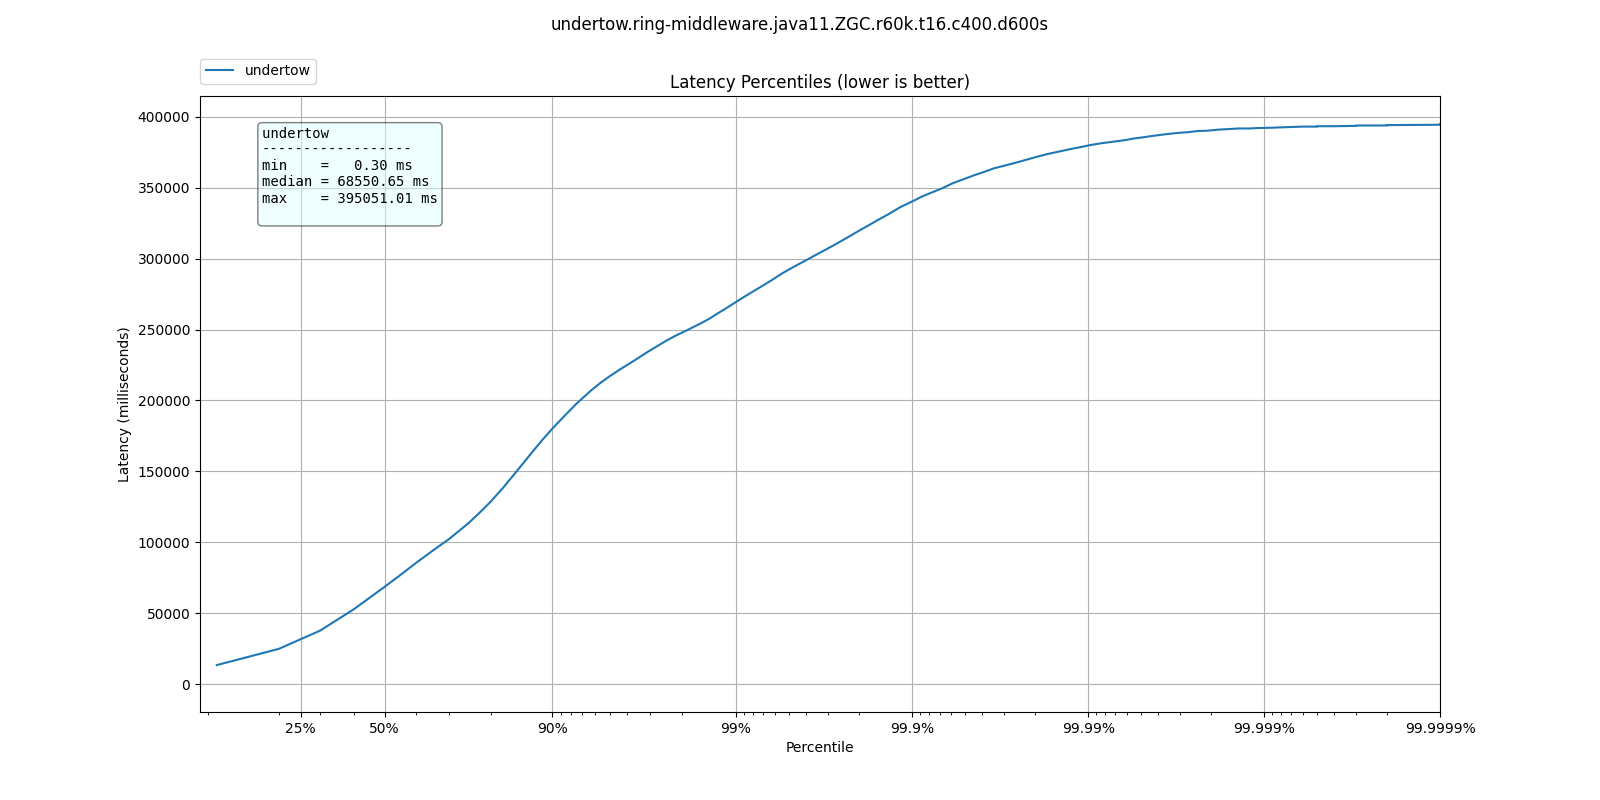 undertow.ring-middleware.java11.ZGC.r60k.t16.c400.d600s
undertow
Latency Percentiles (lower is better)
undertow
------------------
min    =   0.30 ms
median = 68550.65 ms
max    = 395051.01 ms
400000
350000
300000
250000
200000
150000
100000
50000
0
Latency (milliseconds)
25% 50% 90% 99% 99.9% 99.99% 99.999% 99.9999%
Percentile